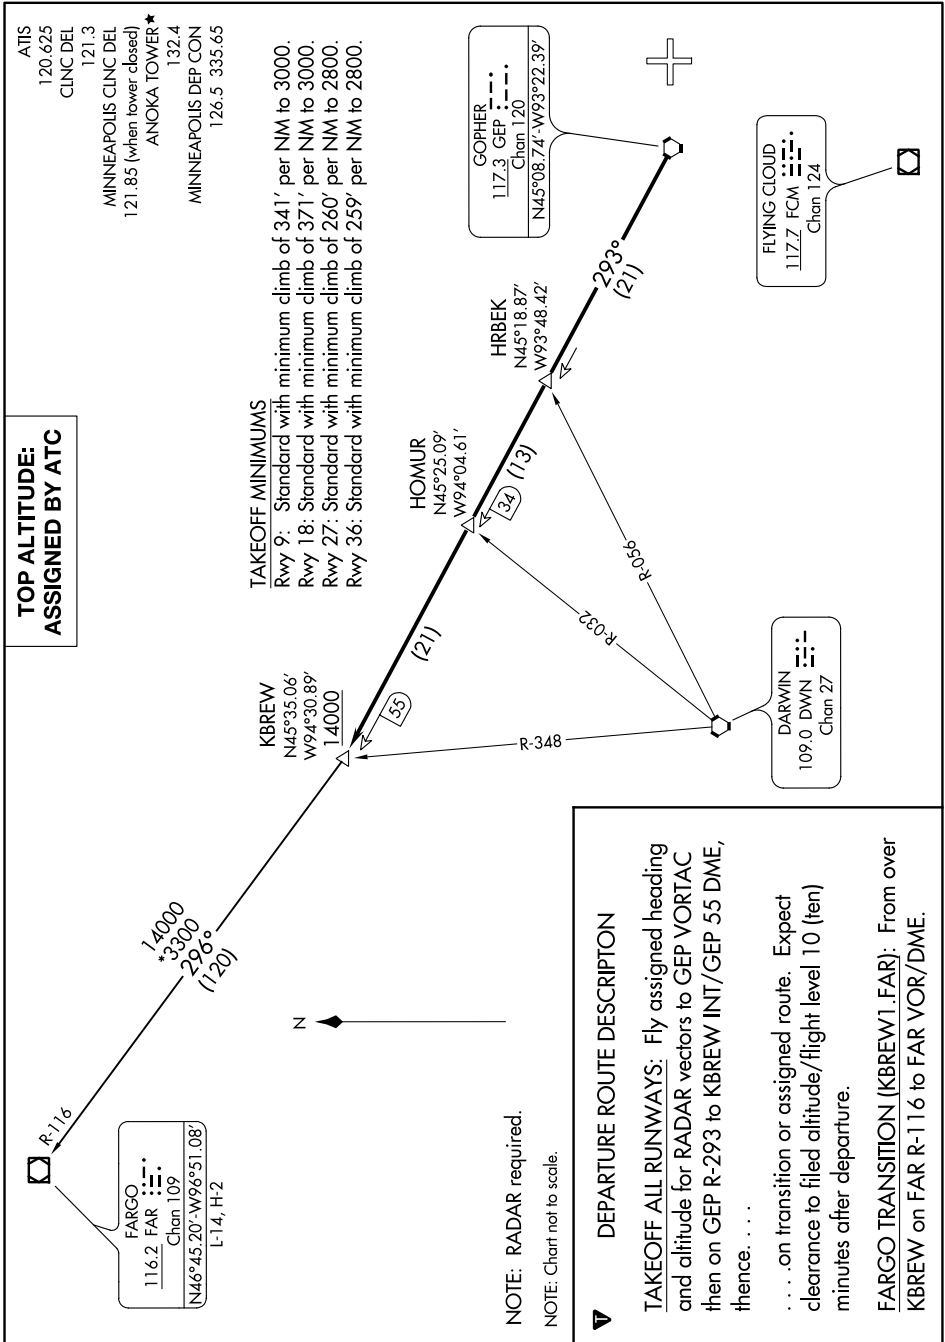 TOP ALTITUDE:
ASSIGNED BY ATC
ATIS
120.625
CLNC DEL
121.3
MINNEAPOLIS CLNC DEL
121.85 (when tower closed)
ANOKA TOWER★
132.4
MINNEAPOLIS DEP CON
126.5 335.65
TAKEOFF MINIMUMS
Rwy 9: Standard with minimum climb of 341' per NM to 3000.
Rwy 18: Standard with minimum climb of 371' per NM to 3000.
Rwy 27: Standard with minimum climb of 260' per NM to 2800.
Rwy 36: Standard with minimum climb of 259' per NM to 2800.
R-116
FARGO
116.2 FAR
Chan 109
N46°45.20'-W96°51.08'
L-14, H-2
14000
*3300
296°
(120)
N
KBREW
N45°35.06'
W94°30.89'
14000
55
(21)
HOMUR
N45°25.09'
W94°04.61'
34
(13)
HRBEK
N45°18.87'
W93°48.42'
293°
(21)
GOPHER
117.3 GEP
Chan 120
N45°08.74'-W93°22.39'
R-348
R-032
R-056
DARWIN
109.0 DWN
Chan 27
FLYING CLOUD
117.7 FCM
Chan 124
NOTE: RADAR required.
NOTE: Chart not to scale.
T
DEPARTURE ROUTE DESCRIPTON
TAKEOFF ALL RUNWAYS: Fly assigned heading
and altitude for RADAR vectors to GEP VORTAC
then on GEP R-293 to KBREW INT/GEP 55 DME,
thence. . . .
. . . .on transition or assigned route. Expect
clearance to filed altitude/flight level 10 (ten)
minutes after departure.
FARGO TRANSITION (KBREW1.FAR): From over
KBREW on FAR R-116 to FAR VOR/DME.